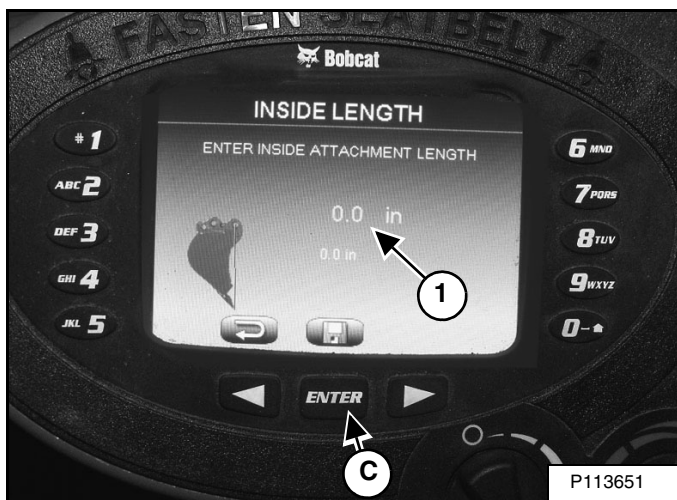 FASTEN SEATBELT
Bobcat
INSIDE LENGTH
ENTER INSIDE ATTACHMENT LENGTH
0.0 in
0.0 in
# 1
ABC 2
DEF 3
GHI 4
JKL 5
6 MNO
7 PQRS
8 TUV
9 WXYZ
0-
ENTER
1
C
P113651